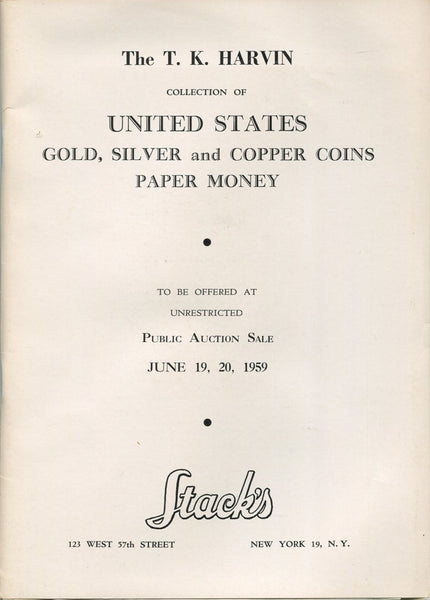 The T. K. HARVIN
COLLECTION OF
UNITED STATES
GOLD, SILVER and COPPER COINS
PAPER MONEY
TO BE OFFERED AT
UNRESTRICTED
PUBLIC AUCTION SALE
JUNE 19, 20, 1959
Stack's
123 WEST 57th STREET NEW YORK 19, N. Y.